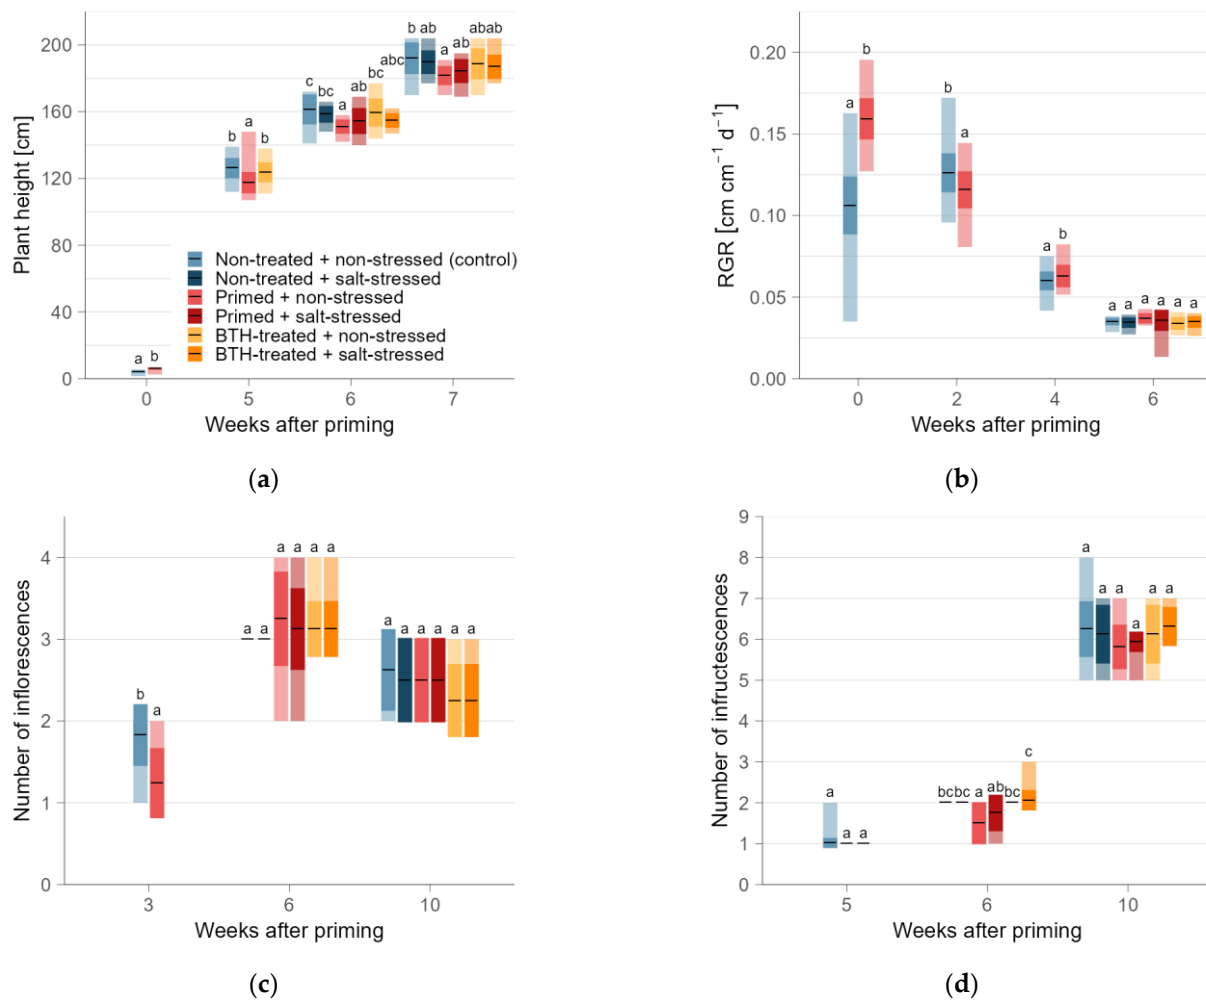 200
160
120
80
40
0
Plant height [cm]
b ab a ab abab
c bc ab a bc abc
b a b
a b
Non-treated + non-stressed (control)
Non-treated + salt-stressed
Primed + non-stressed
Primed + salt-stressed
BTH-treated + non-stressed
BTH-treated + salt-stressed
0 5 6 7
Weeks after priming
(a)
0.20
0.15
0.10
0.05
0.00
RGR [cm cm⁻¹ d⁻¹]
a b
b a
a b
a a a a a a
0 2 4 6
Weeks after priming
(b)
4
3
2
1
0
Number of inflorescences
b a
a a a a a a
a a a a a a
3 6 10
Weeks after priming
(c)
9
8
7
6
5
4
3
2
1
0
Number of infructescences
a a a
bcbc a ab bc c
a a a a a a
5 6 10
Weeks after priming
(d)